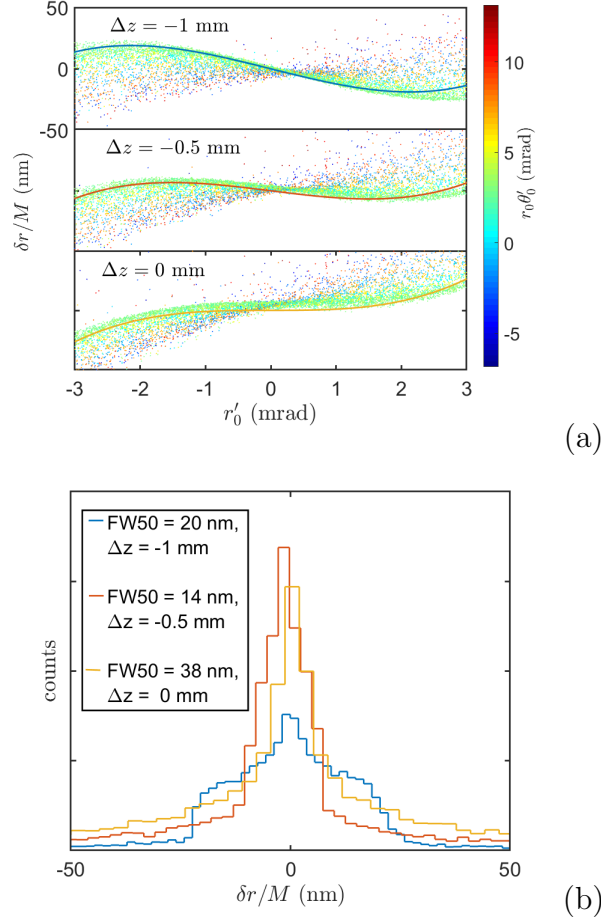 50
Δz = −1 mm
0
-50
Δz = −0.5 mm
Δz = 0 mm
δr/M (nm)
-3 -2 -1 0 1 2 3
r′₀ (mrad)
10
5
0
-5
r₀θ′₀ (mrad)
(a)
FW50 = 20 nm,
Δz = -1 mm
FW50 = 14 nm,
Δz = -0.5 mm
FW50 = 38 nm,
Δz = 0 mm
counts
-50 0 50
δr/M (nm)
(b)